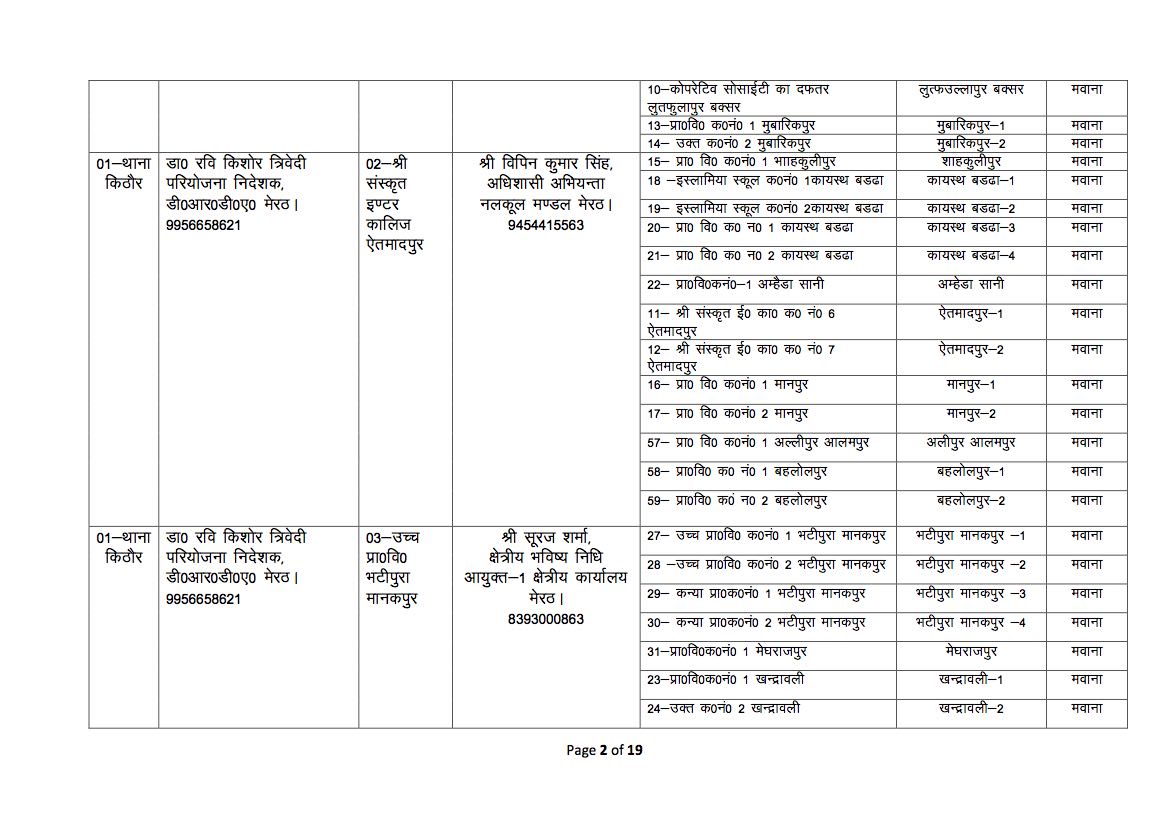 10–कोपरेटिव सोसाईटी का दफतर
लुतफुलापुर बक्सर
लुत्फउल्लापुर बक्सर
मवाना
13–प्रा0वि0 क0नं0 1 मुबारिकपुर
मुबारिकपुर–1
मवाना
14– उक्त क0नं0 2 मुबारिकपुर
मुबारिकपुर–2
मवाना
01–थाना
किठौर
डा0 रवि किशोर त्रिवेदी
परियोजना निदेशक,
डी0आर0डी0ए0 मेरठ।
9956658621
02–श्री
संस्कृत
इण्टर
कालिज
ऐतमादपुर
श्री विपिन कुमार सिंह,
अधिशासी अभियन्ता
नलकूल मण्डल मेरठ।
9454415563
15– प्रा0 वि0 क0नं0 1 भााहकुलीपुर
शाहकुलीपुर
मवाना
18 –इस्लामिया स्कूल क0नं0 1कायस्थ बडढा
कायस्थ बडढा–1
मवाना
19– इस्लामिया स्कूल क0नं0 2कायस्थ बडढा
कायस्थ बडढा–2
मवाना
20– प्रा0 वि0 क0 न0 1 कायस्थ बडढा
कायस्थ बडढा–3
मवाना
21– प्रा0 वि0 क0 न0 2 कायस्थ बडढा
कायस्थ बडढा–4
मवाना
22– प्रा0वि0कनं0–1 अम्हैडा सानी
अम्हेडा सानी
मवाना
11– श्री संस्कृत ई0 का0 क0 नं0 6
ऐतमादपुर
ऐतमादपुर–1
मवाना
12– श्री संस्कृत ई0 का0 क0 नं0 7
ऐतमादपुर
ऐतमादपुर–2
मवाना
16– प्रा0 वि0 क0नं0 1 मानपुर
मानपुर–1
मवाना
17– प्रा0 वि0 क0नं0 2 मानपुर
मानपुर–2
मवाना
57– प्रा0 वि0 क0नं0 1 अल्लीपुर आलमपुर
अलीपुर आलमपुर
मवाना
58– प्रा0वि0 क0 नं0 1 बहलोलपुर
बहलोलपुर–1
मवाना
59– प्रा0वि0 क0ं न0 2 बहलोलपुर
बहलोलपुर–2
मवाना
01–थाना
किठौर
डा0 रवि किशोर त्रिवेदी
परियोजना निदेशक,
डी0आर0डी0ए0 मेरठ।
9956658621
03–उच्च
प्रा0वि0
भटीपुरा
मानकपुर
श्री सूरज शर्मा,
क्षेत्रीय भविष्य निधि
आयुक्त–1 क्षेत्रीय कार्यालय
मेरठ।
8393000863
27– उच्च प्रा0वि0 क0नं0 1 भटीपुरा मानकपुर
भटीपुरा मानकपुर –1
मवाना
28 –उच्च प्रा0वि0 क0नं0 2 भटीपुरा मानकपुर
भटीपुरा मानकपुर –2
मवाना
29– कन्या प्रा0क0नं0 1 भटीपुरा मानकपुर
भटीपुरा मानकपुर –3
मवाना
30– कन्या प्रा0क0नं0 2 भटीपुरा मानकपुर
भटीपुरा मानकपुर –4
मवाना
31–प्रा0वि0क0नं0 1 मेघराजपुर
मेघराजपुर
मवाना
23–प्रा0वि0क0नं0 1 खन्द्रावली
खन्द्रावली–1
मवाना
24–उक्त क0नं0 2 खन्द्रावली
खन्द्रावली–2
मवाना
Page 2 of 19